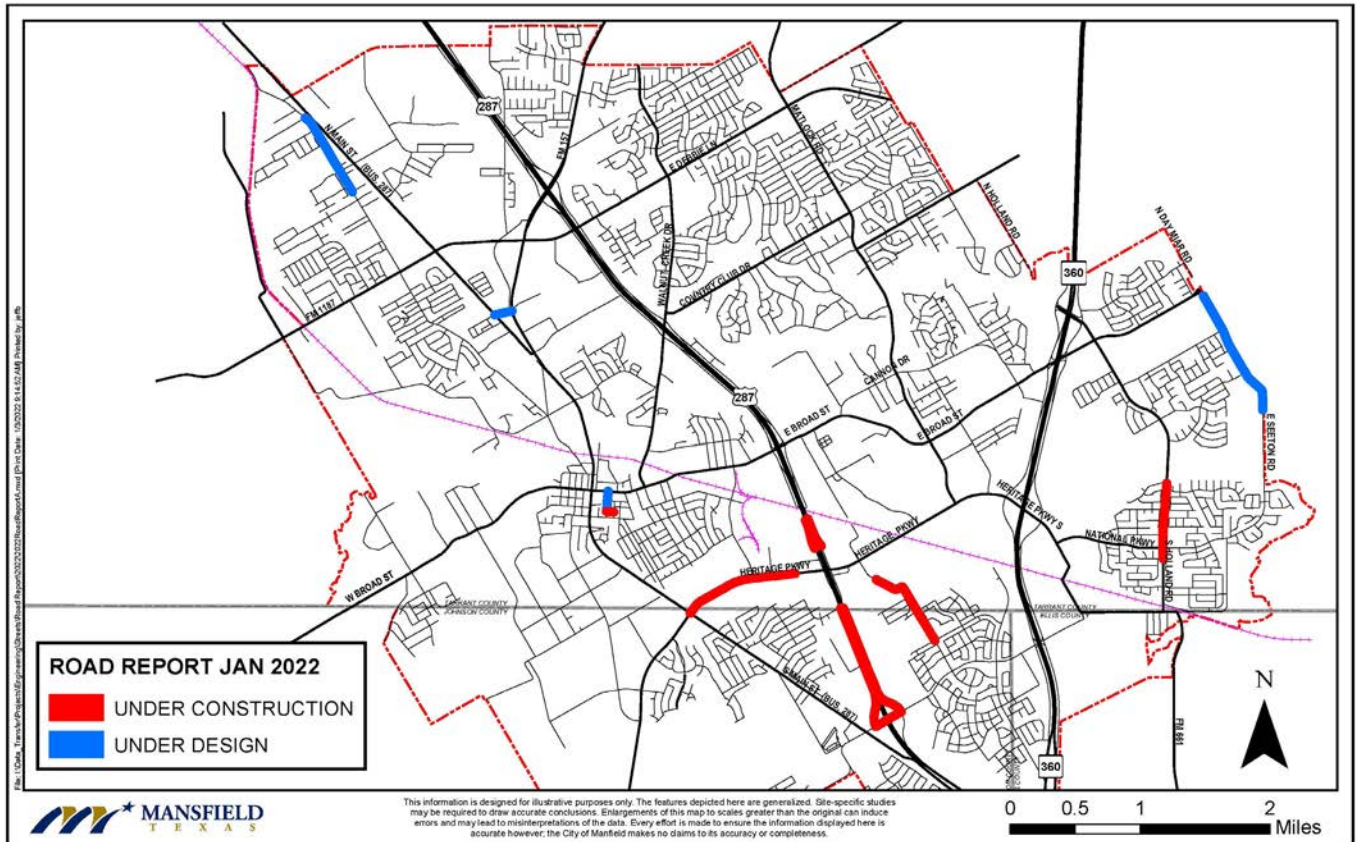 287
N MAIN ST
(BUS. 287)
FM 157
E DEBBIE LN
MATLOCK RD
N HOLLAND RD
N DAY MIAR RD
360
WALNUT CREEK DR
COUNTRY CLUB DR
FM 1187
CANNON DR
287
E BROAD ST
E BROAD ST
E SEETON RD
HERITAGE PKWY S
NATIONAL PKWY
HERITAGE PKWY
HERITAGE PKWY
S HOLLAND RD
W BROAD ST
TARRANT COUNTY
JOHNSON COUNTY
TARRANT COUNTY
ELLIS COUNTY
S MAIN ST. (BUS. 287)
FM 661
360
N
ROAD REPORT JAN 2022
UNDER CONSTRUCTION
UNDER DESIGN
MANSFIELD
TEXAS
This information is designed for illustrative purposes only. The features depicted here are generalized. Site-specific studies
may be required to draw accurate conclusions. Enlargements of this map to scales greater than the original can induce
errors and may lead to misinterpretations of the data. Every effort is made to ensure the information displayed here is
accurate however; the City of Manfield makes no claims to its accuracy or completeness.
0 0.5 1 2
Miles